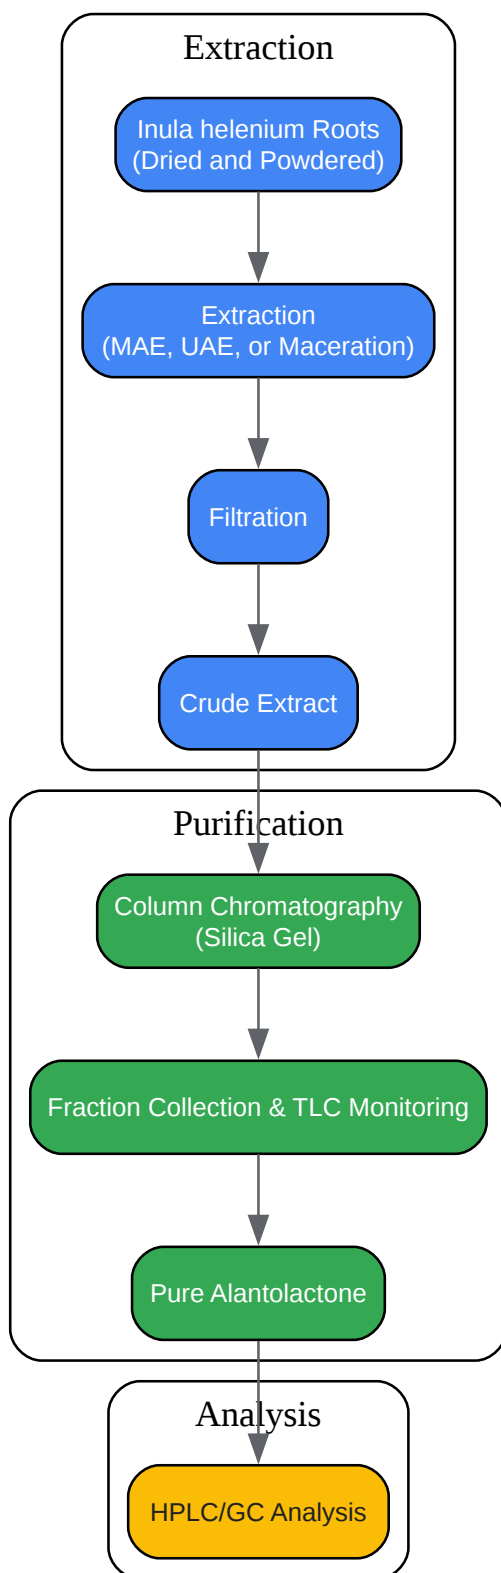 Extraction
Inula helenium Roots
(Dried and Powdered)
Extraction
(MAE, UAE, or Maceration)
Filtration
Crude Extract
Purification
Column Chromatography
(Silica Gel)
Fraction Collection & TLC Monitoring
Pure Alantolactone
Analysis
HPLC/GC Analysis